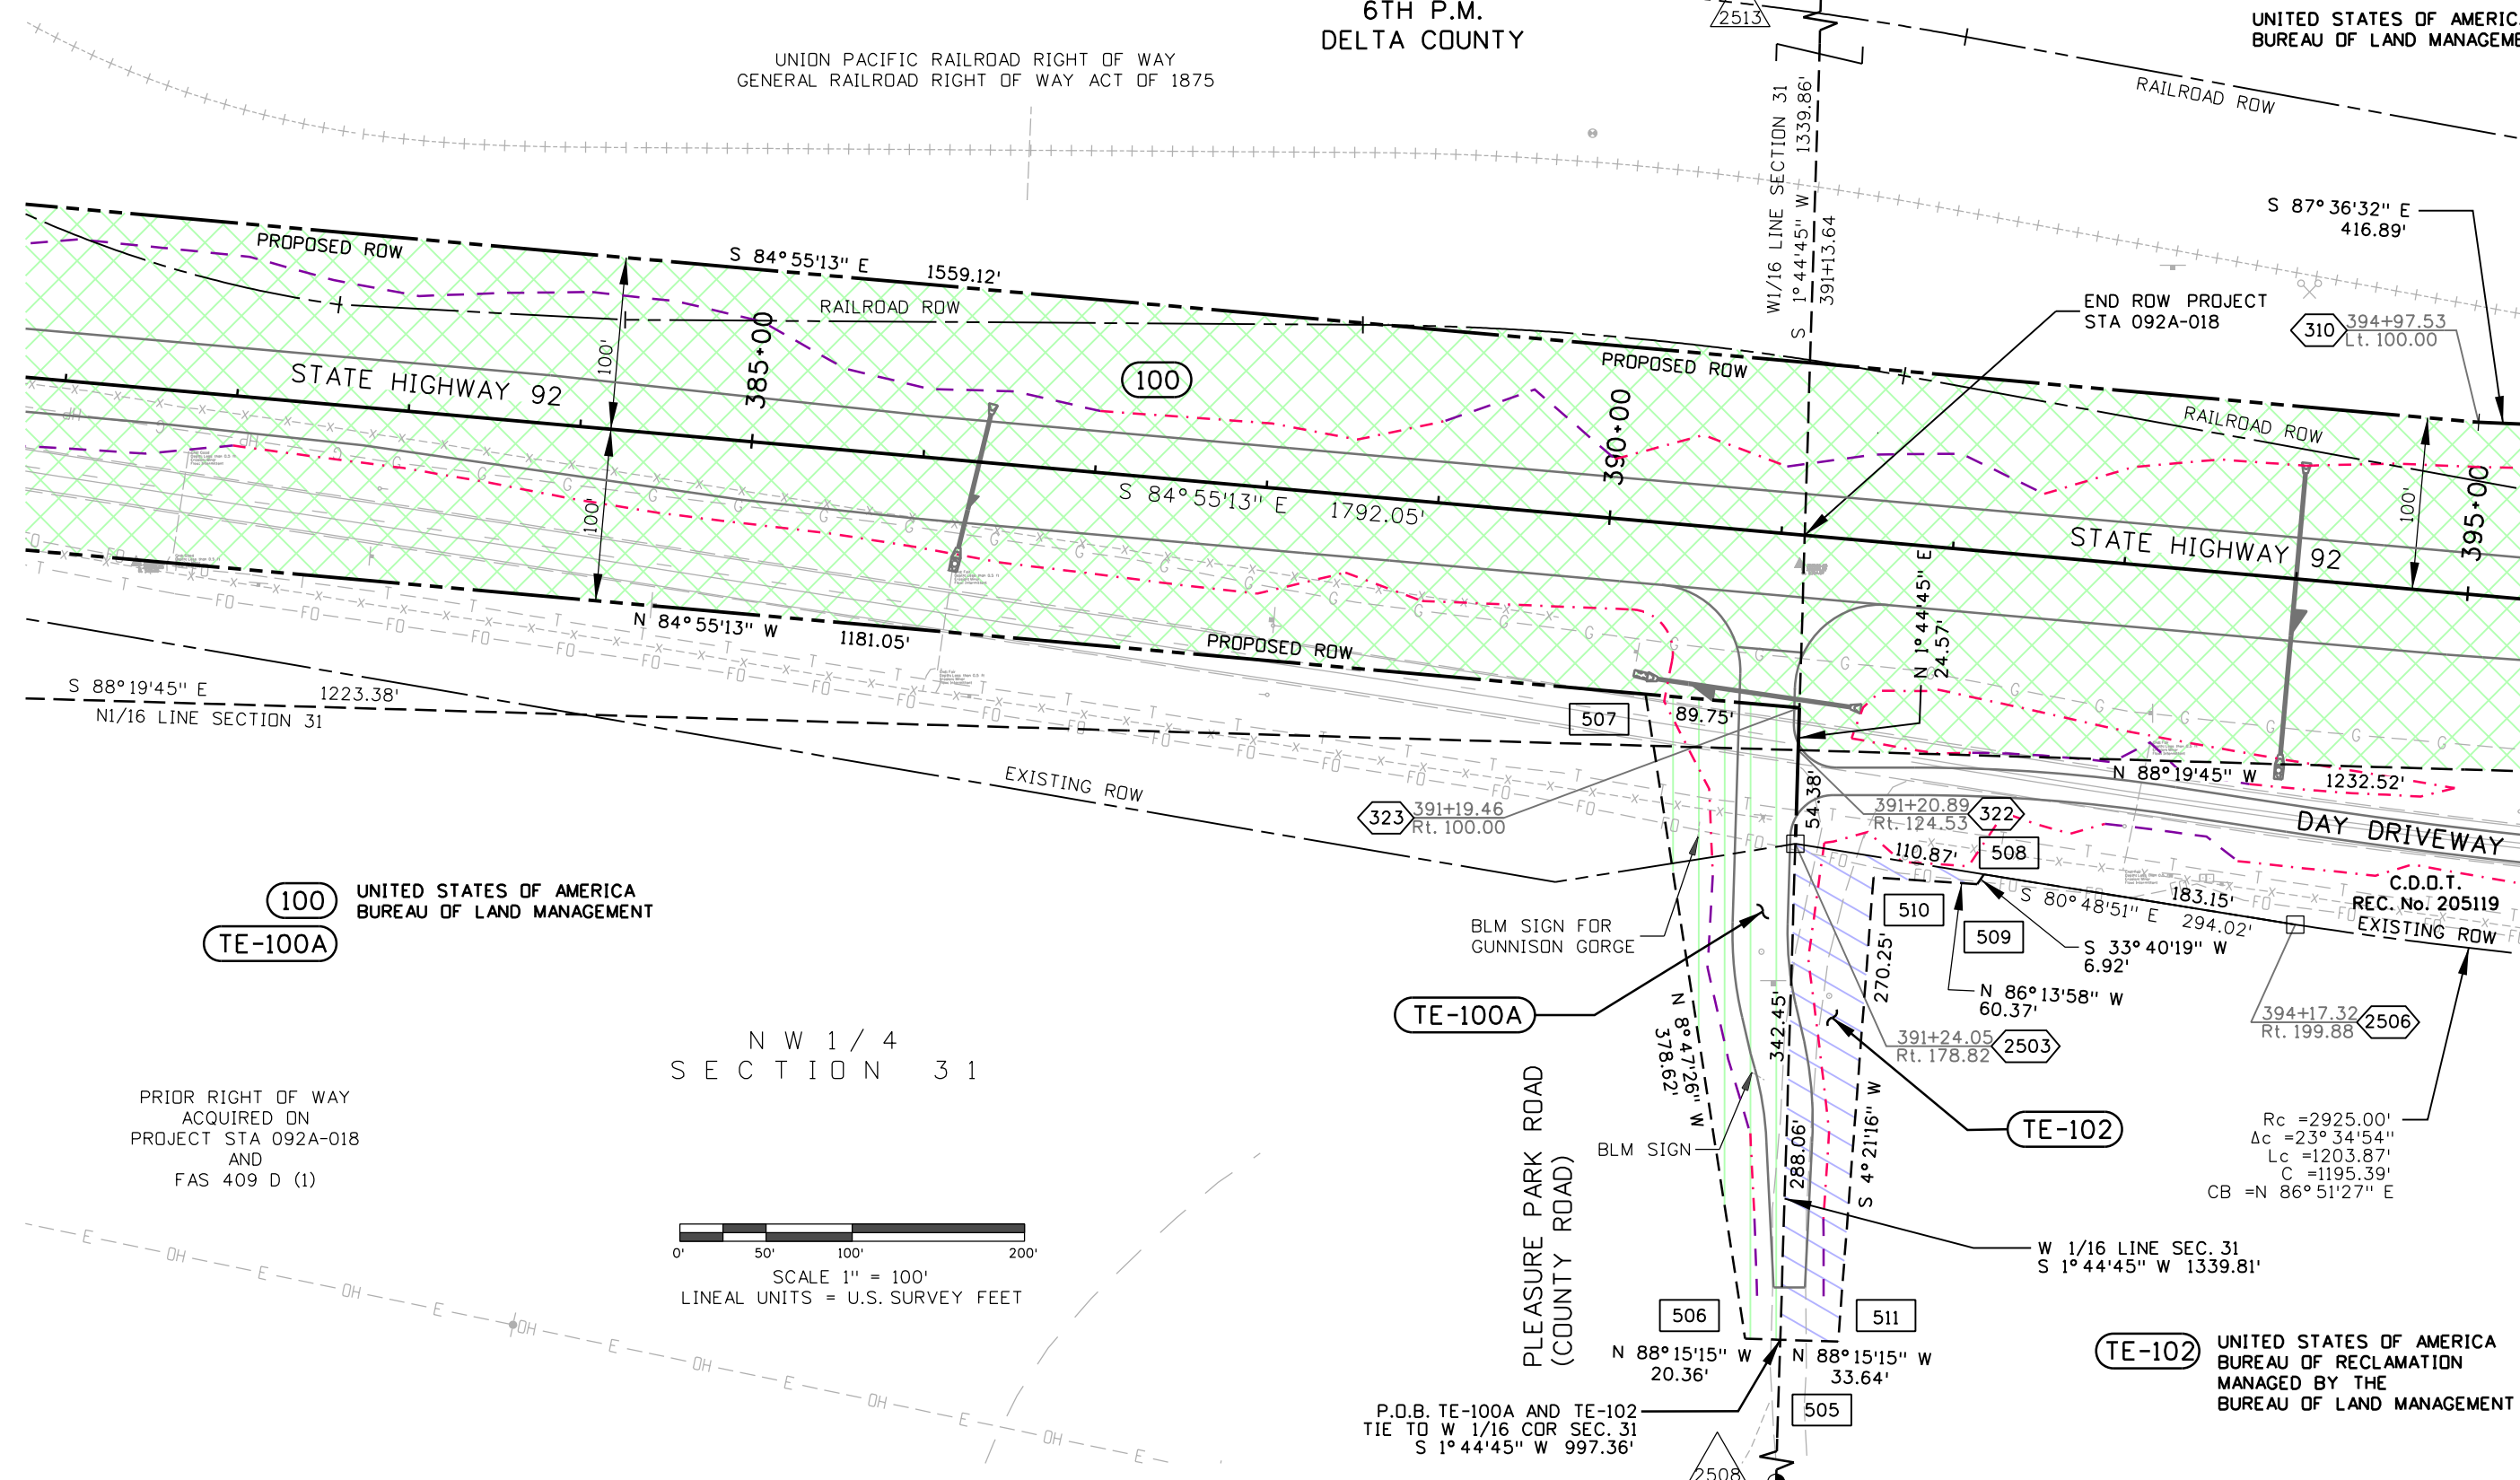 6TH P.M.
DELTA COUNTY
2513
UNITED STATES OF AMERIC
BUREAU OF LAND MANAGEME
UNION PACIFIC RAILROAD RIGHT OF WAY
GENERAL RAILROAD RIGHT OF WAY ACT OF 1875
RAILROAD ROW
W1/16 LINE SECTION 31
S 1°44'45" W 1339.86'
391+13.64
S 87°36'32" E
416.89'
PROPOSED ROW
S 84°55'13" E 1559.12'
RAILROAD ROW
END ROW PROJECT
STA 092A-018
310
394+97.53
Lt. 100.00
100'
385+00
STATE HIGHWAY 92
100
PROPOSED ROW
390+00
RAILROAD ROW
100'
395+00
100'
S 84°55'13" E 1792.05'
STATE HIGHWAY 92
N 1°44'45" E
24.57'
N 84°55'13" W 1181.05'
PROPOSED ROW
S 88°19'45" E 1223.38'
N1/16 LINE SECTION 31
507
89.75'
EXISTING ROW
N 88°19'45" W 1232.52'
323
391+19.46
Rt. 100.00
54.38'
391+20.89
Rt. 124.53
322
DAY DRIVEWAY
110.87'
508
100
UNITED STATES OF AMERICA
BUREAU OF LAND MANAGEMENT
TE-100A
C.D.O.T.
REC. No. 205119
EXISTING ROW
183.15'
S 80°48'51" E 294.02'
510
509
BLM SIGN FOR
GUNNISON GORGE
S 33°40'19" W
6.92'
270.25'
N 86°13'58" W
60.37'
TE-100A
N 8°47'26" W
378.62'
342.45'
394+17.32
Rt. 199.88
2506
391+24.05
Rt. 178.82
2503
NW 1/4
SECTION 31
PRIOR RIGHT OF WAY
ACQUIRED ON
PROJECT STA 092A-018
AND
FAS 409 D (1)
PLEASURE PARK ROAD
(COUNTY ROAD)
BLM SIGN
288.06'
S 4°21'16" W
TE-102
Rc =2925.00'
Δc =23°34'54"
Lc =1203.87'
C =1195.39'
CB =N 86°51'27" E
0' 50' 100' 200'
SCALE 1" = 100'
LINEAL UNITS = U.S. SURVEY FEET
W 1/16 LINE SEC. 31
S 1°44'45" W 1339.81'
506
511
N 88°15'15" W
20.36'
N 88°15'15" W
33.64'
TE-102
UNITED STATES OF AMERICA
BUREAU OF RECLAMATION
MANAGED BY THE
BUREAU OF LAND MANAGEMENT
P.O.B. TE-100A AND TE-102
TIE TO W 1/16 COR SEC. 31
S 1°44'45" W 997.36'
505
2508